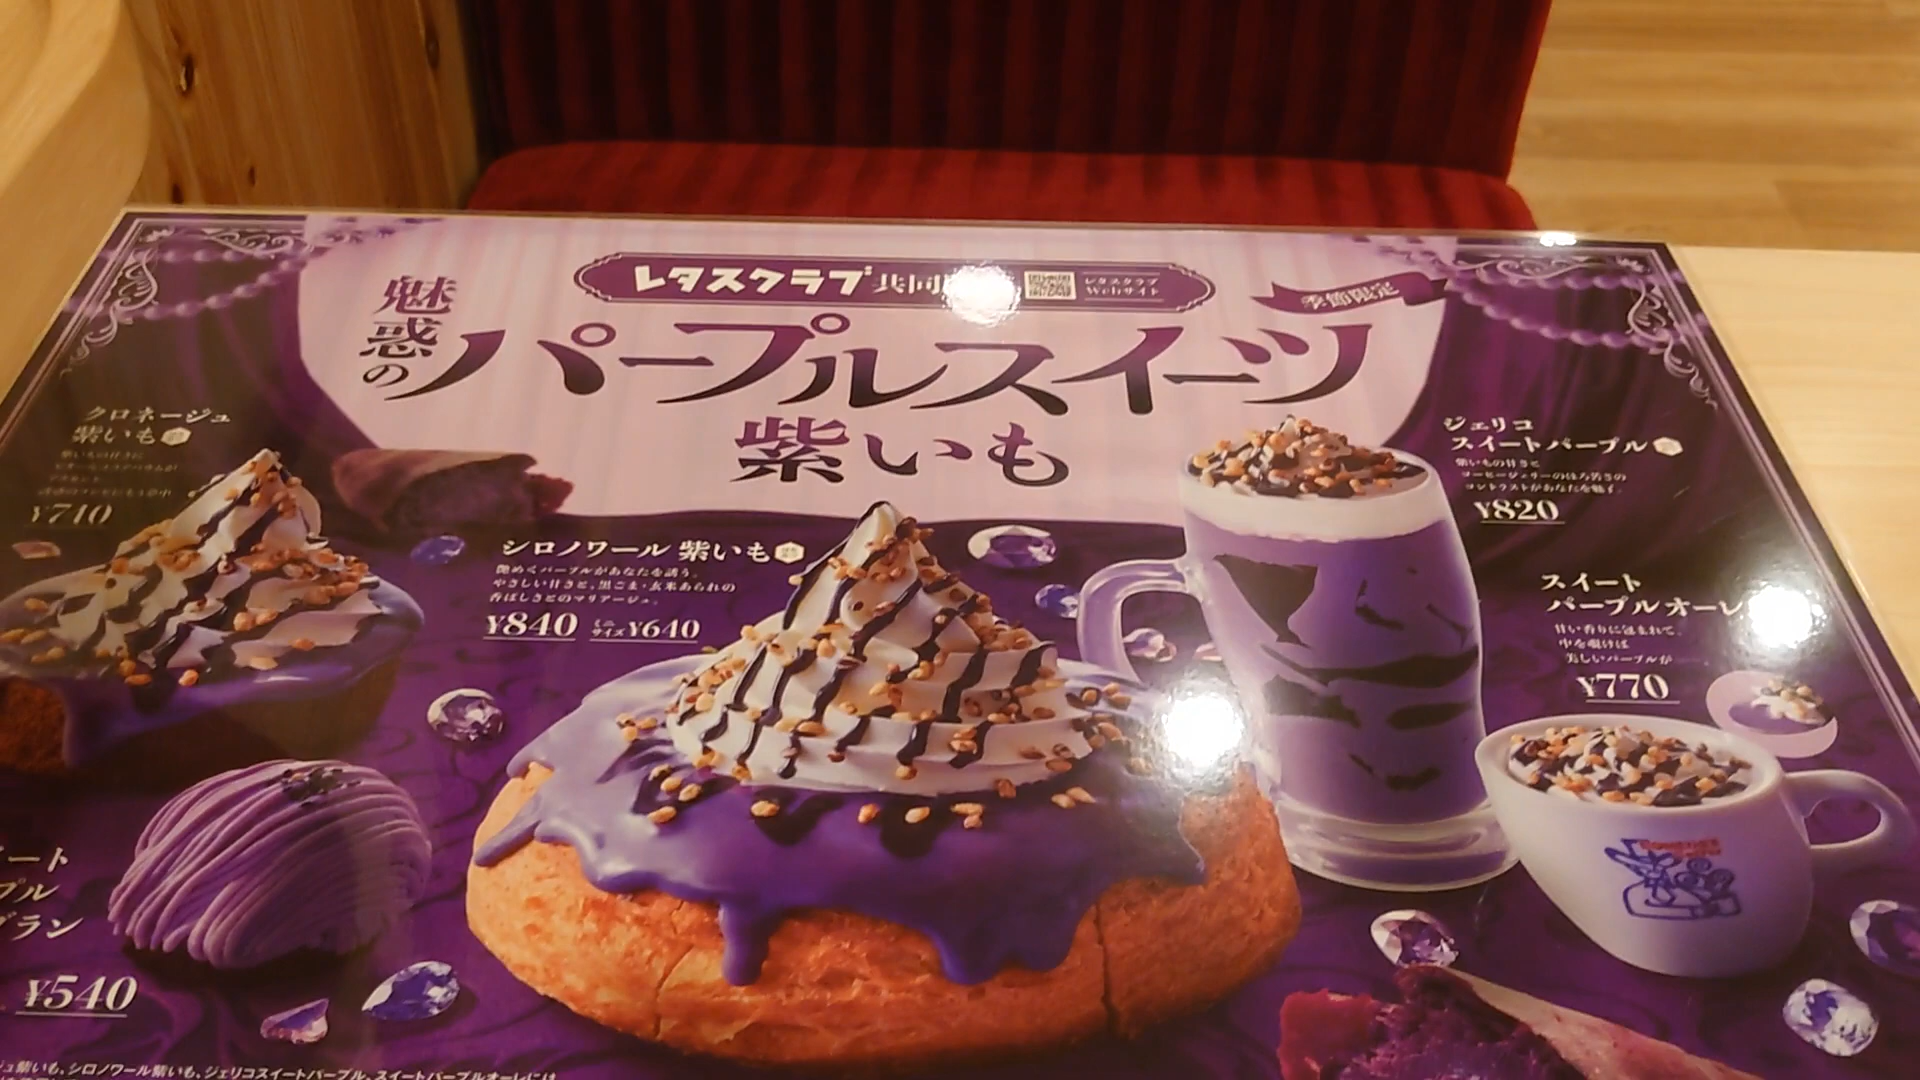 レタスクラブ 共同
レタスクラブ
Webサイト
季節限定
魅惑の
パープルスイーツ
紫いも
クロネージュ
紫いも
¥710
シロノワール 紫いも
艶めくパープルがあなたを誘う。
やさしい甘さと、黒ごま・玄米あられの
香ばしさとのマリアージュ。
¥840 ミニサイズ ¥640
ジェリコ
スイートパープル
紫いもの甘さと
コーヒージェリーのほろ苦さの
コントラストがあなたを魅了。
¥820
スイート
パープルオーレ
甘い香りに包まれて、
中を覗けば
美しいパープルが
¥770
ート
プル
ブラン
¥540
ュ紫いも、シロノワール紫いも、ジェリコスイートパープル、スイートパープルオーレには